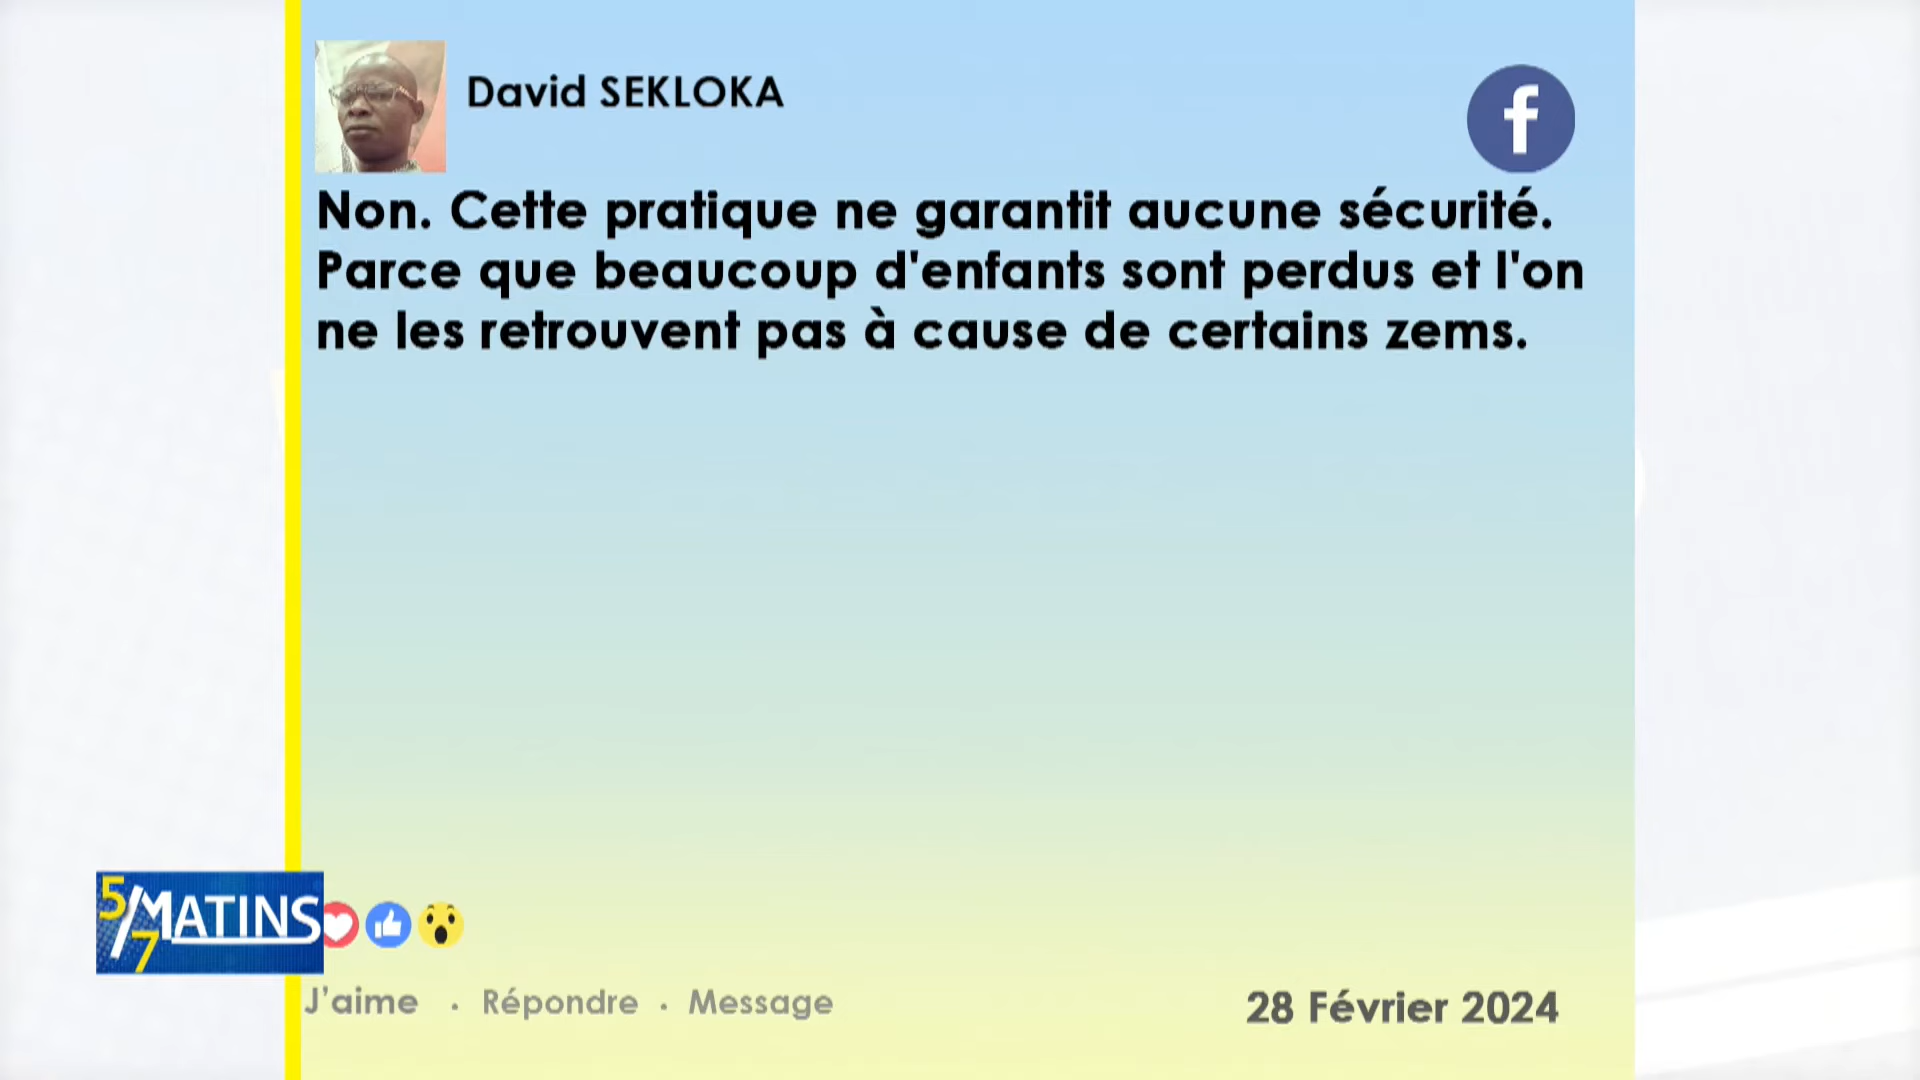 David SEKLOKA
f
Non. Cette pratique ne garantit aucune sécurité.
Parce que beaucoup d'enfants sont perdus et l'on
ne les retrouvent pas à cause de certains zems.
5/7 MATINS
J'aime . Répondre . Message
28 Février 2024